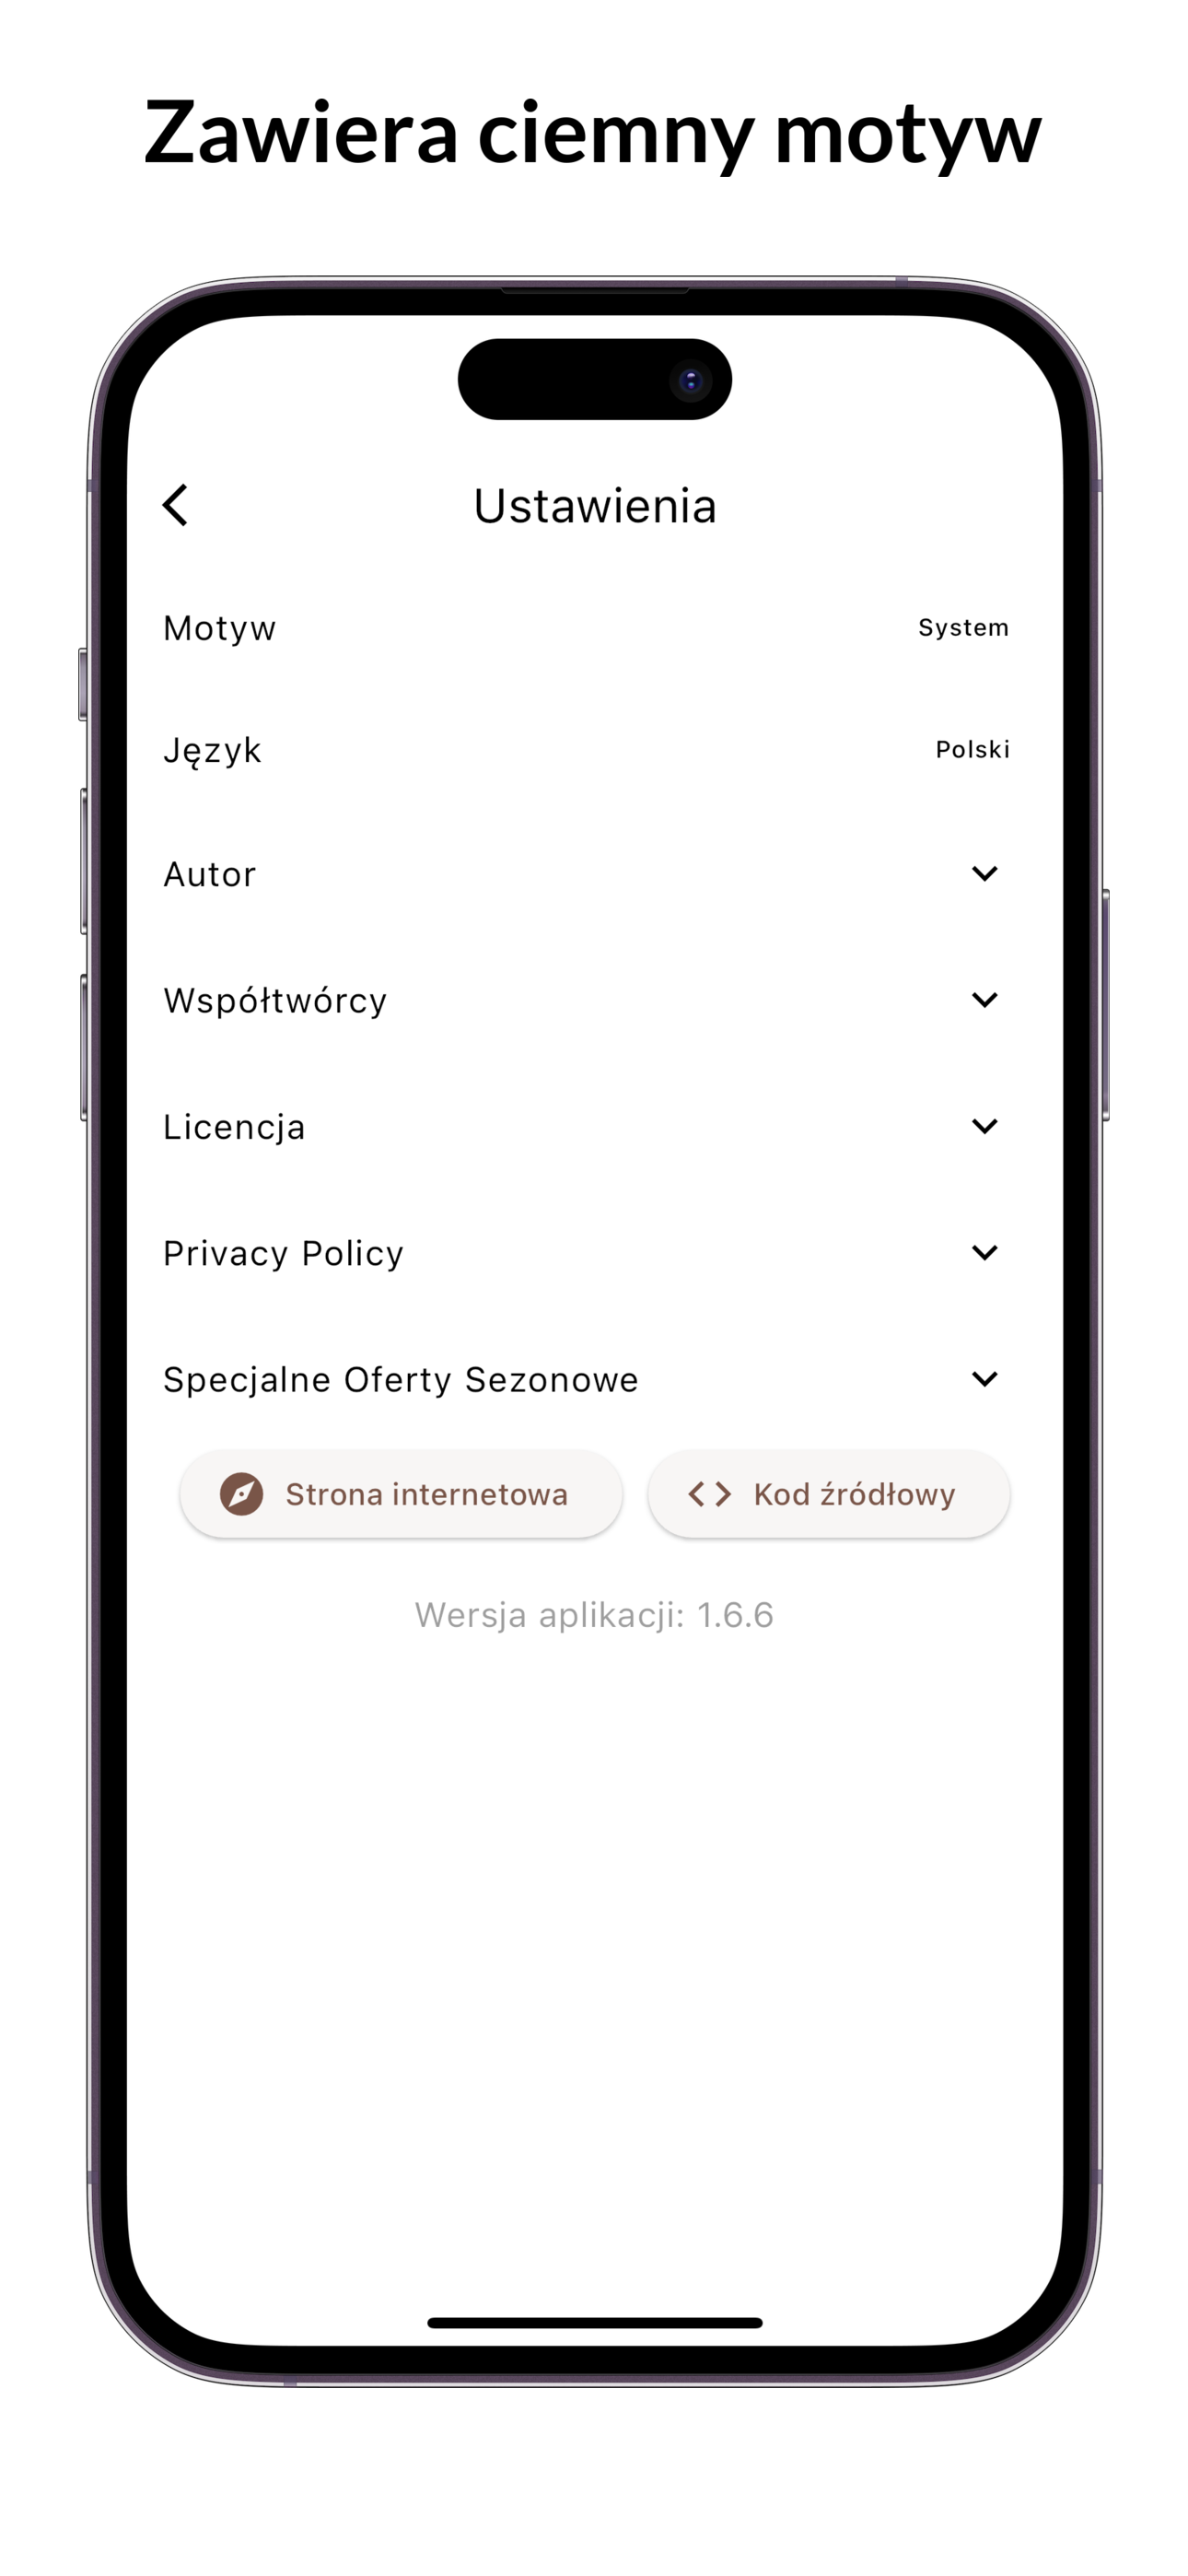 Zawiera ciemny motyw
Ustawienia
Motyw
System
Język
Polski
Autor
Współtwórcy
Licencja
Privacy Policy
Specjalne Oferty Sezonowe
Strona internetowa
Kod źródłowy
Wersja aplikacji: 1.6.6